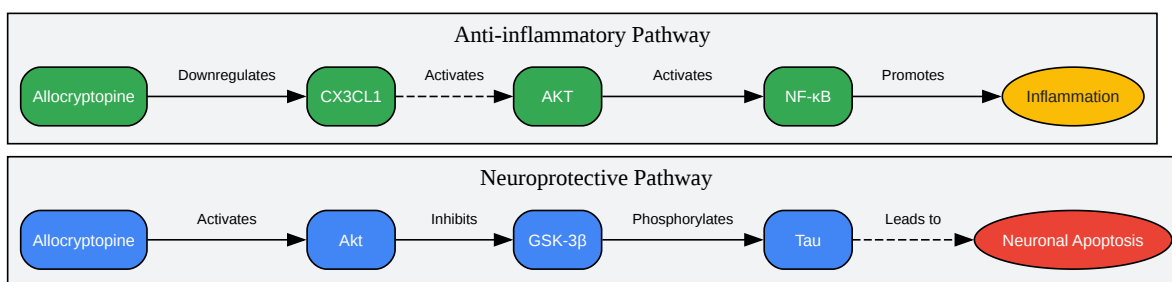 Anti-inflammatory Pathway
Downregulates Activates Activates Promotes
Allocryptopine CX3CL1 AKT NF-κB Inflammation
Neuroprotective Pathway
Activates Inhibits Phosphorylates Leads to
Allocryptopine Akt GSK-3β Tau Neuronal Apoptosis